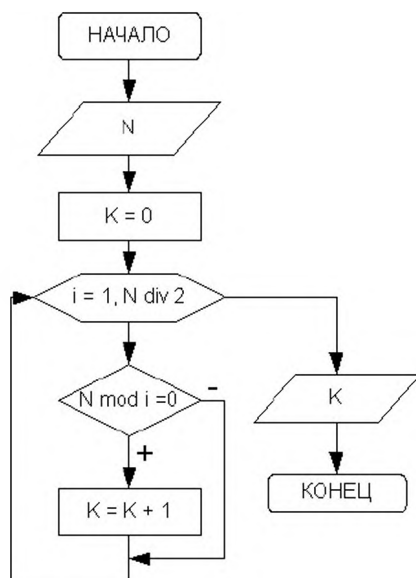 НАЧАЛО
N
K = 0
i = 1, N div 2
N mod i =0
-
+
K = K + 1
K
КОНЕЦ